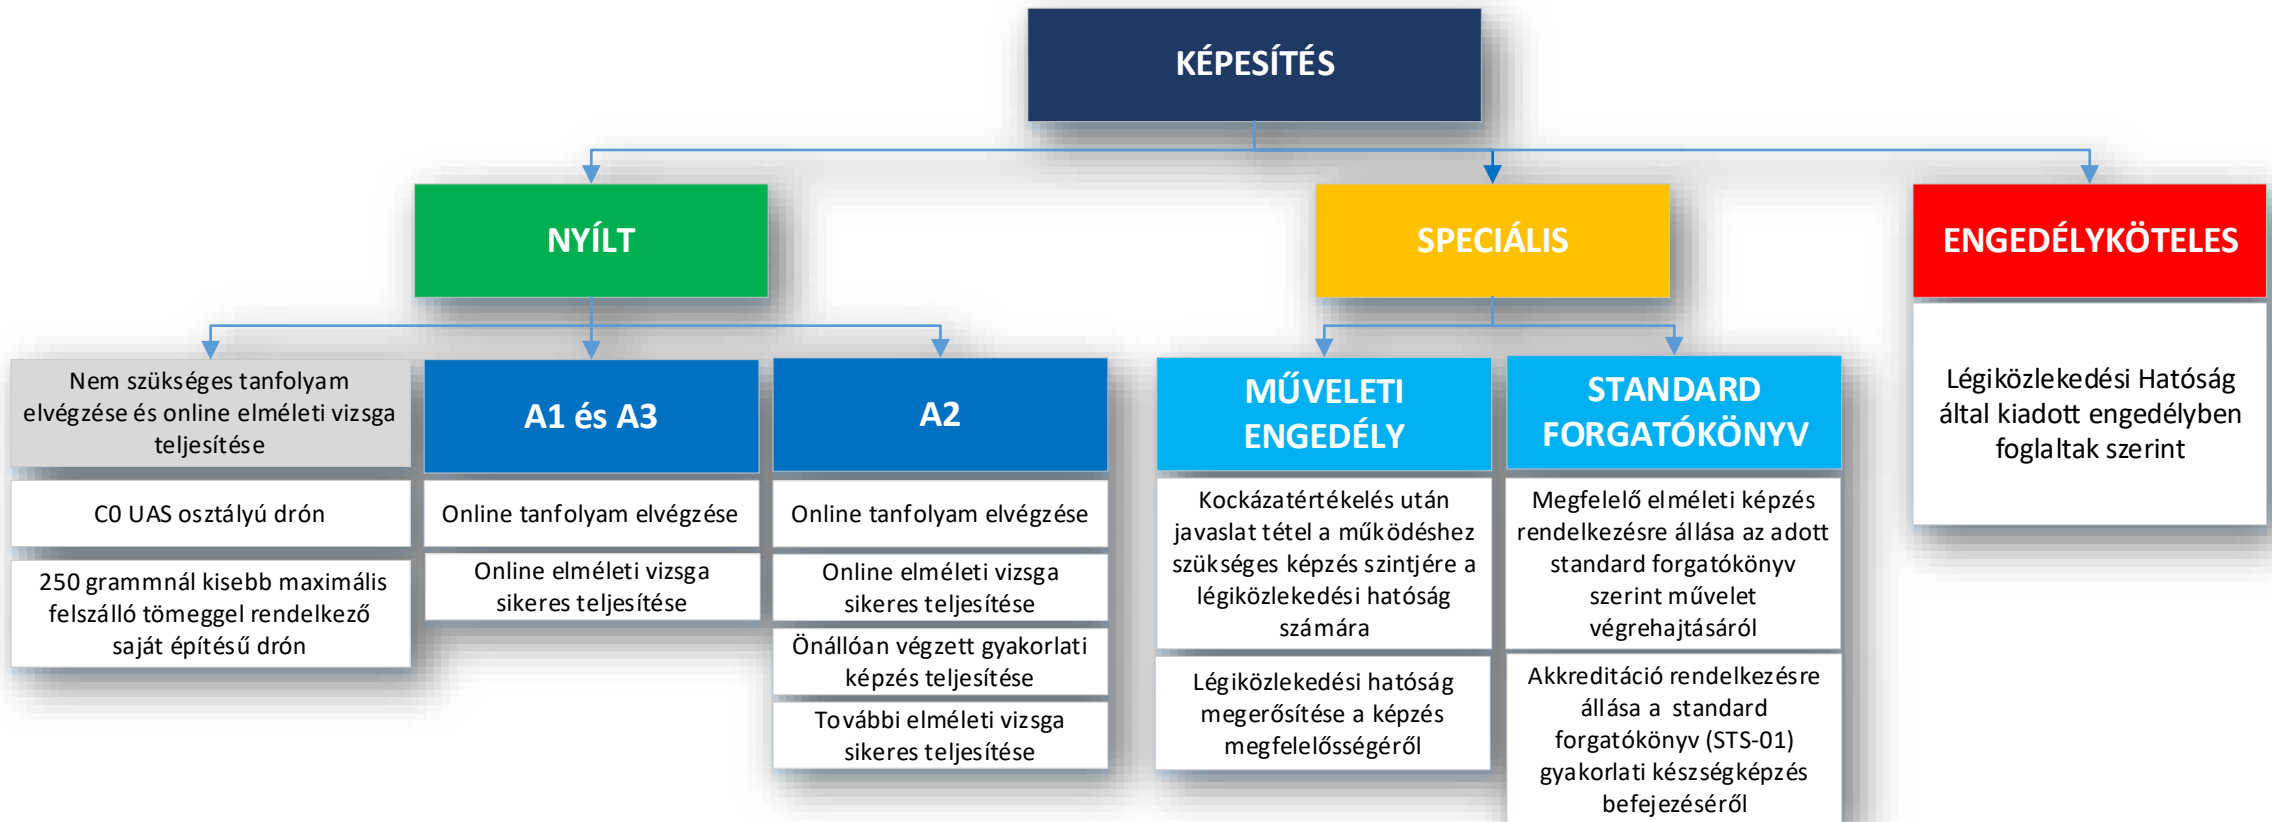 KÉPESÍTÉS
NYÍLT
SPECIÁLIS
ENGEDÉLYKÖTELES
Légiközlekedési Hatóság
által kiadott engedélyben
foglaltak szerint
Nem szükséges tanfolyam
elvégzése és online elméleti vizsga
teljesítése
C0 UAS osztályú drón
250 grammnál kisebb maximális
felszálló tömeggel rendelkező
saját építésű drón
A1 és A3
Online tanfolyam elvégzése
Online elméleti vizsga
sikeres teljesítése
A2
Online tanfolyam elvégzése
Online elméleti vizsga
sikeres teljesítése
Önállóan végzett gyakorlati
képzés teljesítése
További elméleti vizsga
sikeres teljesítése
MŰVELETI
ENGEDÉLY
Kockázatértékelés után
javaslat tétel a működéshez
szükséges képzés szintjére a
légiközlekedési hatóság
számára
Légiközlekedési hatóság
megerősítése a képzés
megfelelőségéről
STANDARD
FORGATÓKÖNYV
Megfelelő elméleti képzés
rendelkezésre állása az adott
standard forgatókönyv
szerint művelet
végrehajtásáról
Akkreditáció rendelkezésre
állása a standard
forgatókönyv (STS-01)
gyakorlati készségképzés
befejezéséről